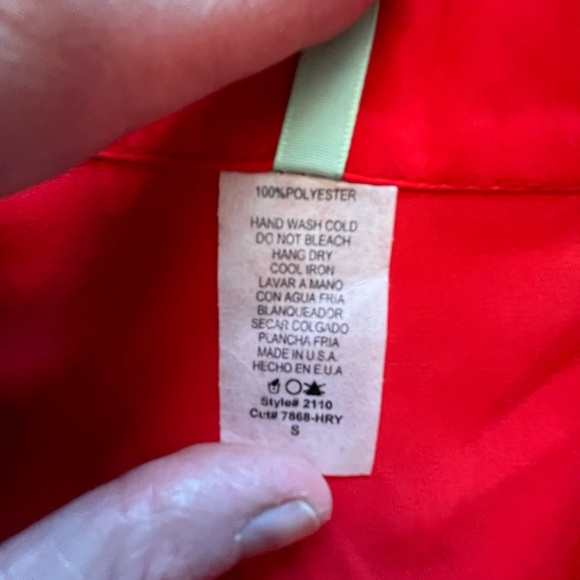 100%POLYESTER
HAND WASH COLD
DO NOT BLEACH
HANG DRY
COOL IRON
LAVAR A MANO
CON AGUA FRIA
BLANQUEADOR
SECAR COLGADO
PLANCHA FRIA
MADE IN U.S.A.
HECHO EN E.U.A
Style# 2110
Cut# 7868-HRY
S